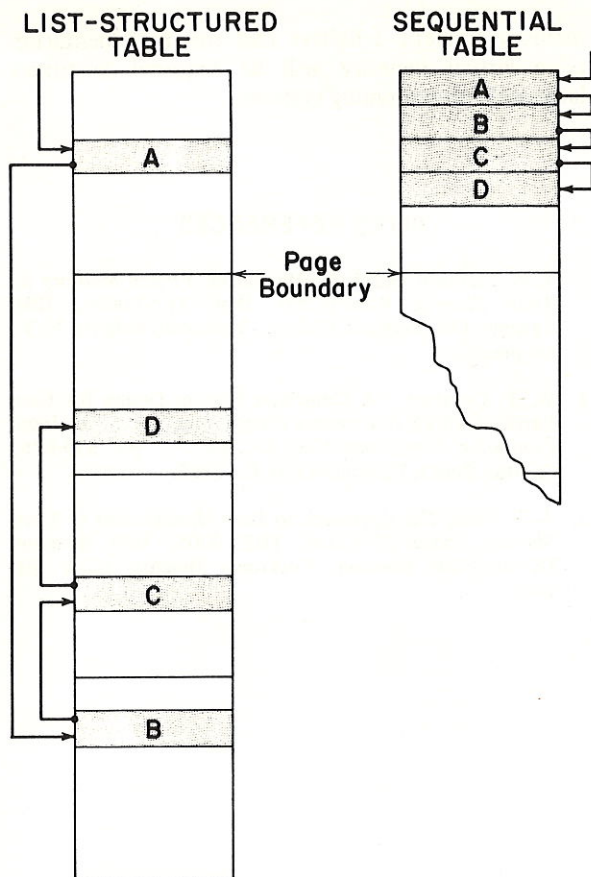 LIST-STRUCTURED
TABLE
A
D
C
B
Page
Boundary
SEQUENTIAL
TABLE
A
B
C
D